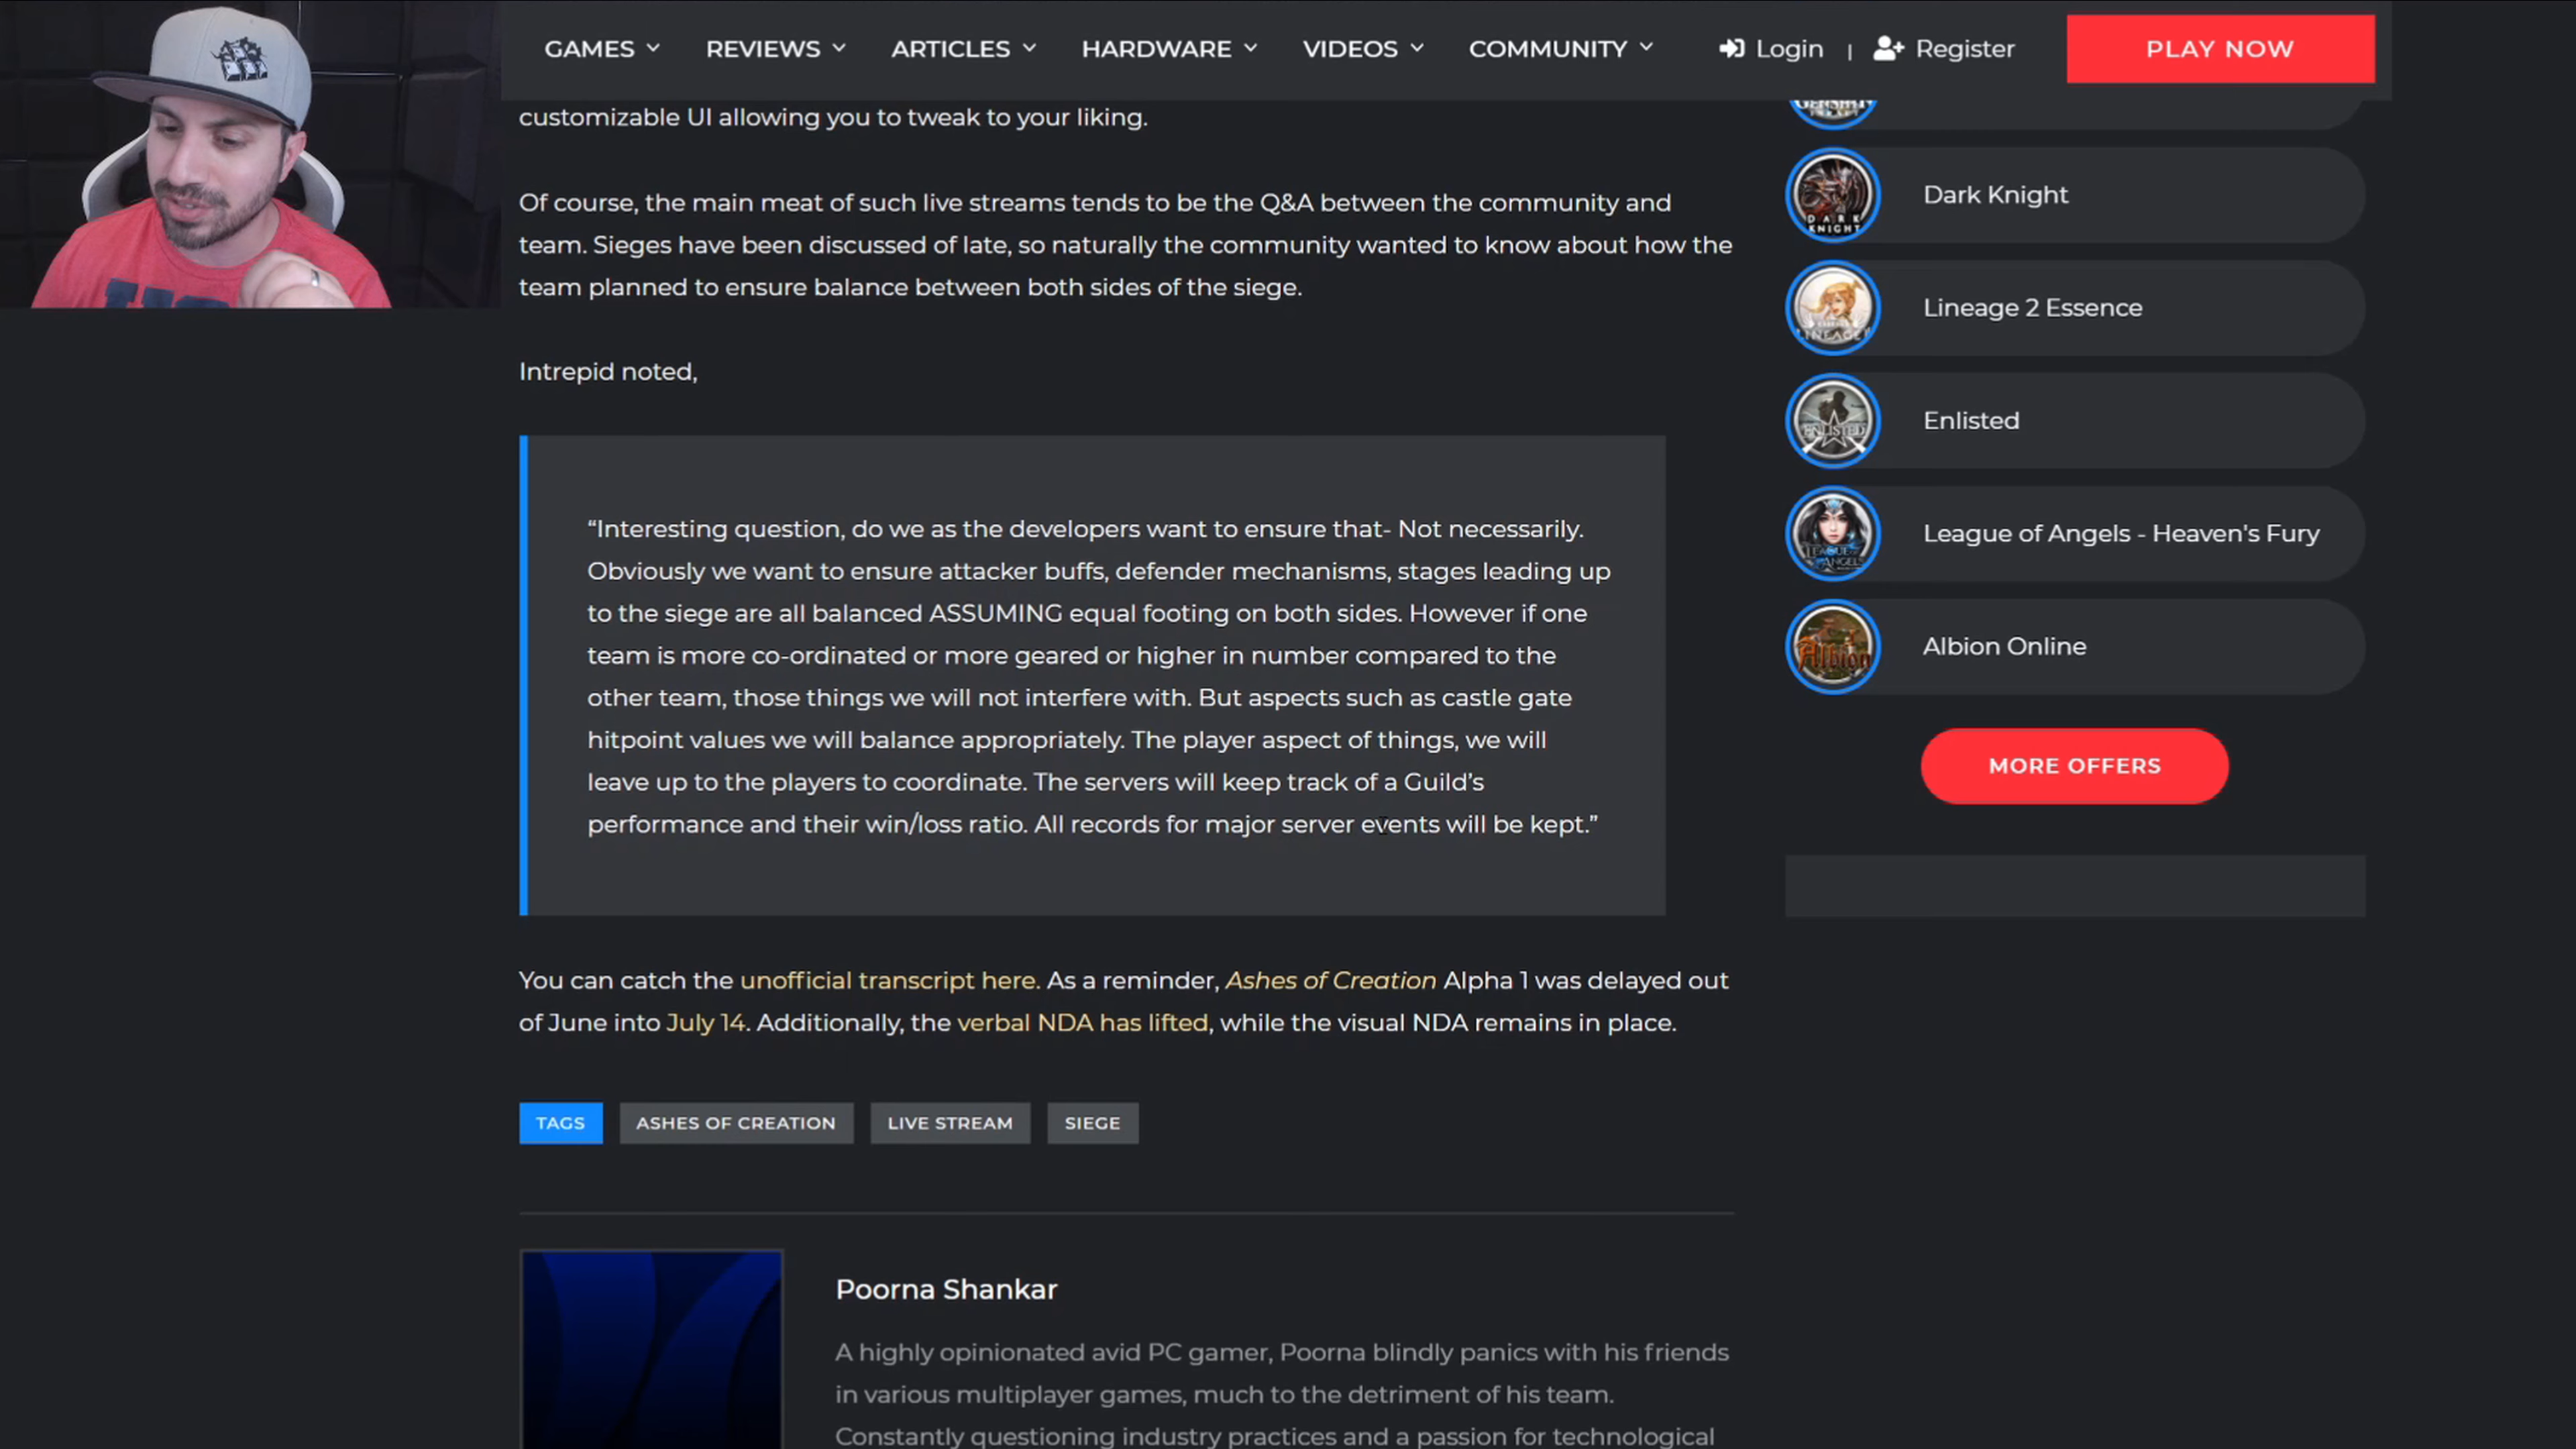 GAMES REVIEWS ARTICLES HARDWARE VIDEOS COMMUNITY Login | Register PLAY NOW
customizable UI allowing you to tweak to your liking.
Of course, the main meat of such live streams tends to be the Q&A between the community and
team. Sieges have been discussed of late, so naturally the community wanted to know about how the
team planned to ensure balance between both sides of the siege.
Intrepid noted,
“Interesting question, do we as the developers want to ensure that- Not necessarily.
Obviously we want to ensure attacker buffs, defender mechanisms, stages leading up
to the siege are all balanced ASSUMING equal footing on both sides. However if one
team is more co-ordinated or more geared or higher in number compared to the
other team, those things we will not interfere with. But aspects such as castle gate
hitpoint values we will balance appropriately. The player aspect of things, we will
leave up to the players to coordinate. The servers will keep track of a Guild’s
performance and their win/loss ratio. All records for major server events will be kept.”
You can catch the unofficial transcript here. As a reminder, Ashes of Creation Alpha 1 was delayed out
of June into July 14. Additionally, the verbal NDA has lifted, while the visual NDA remains in place.
TAGS ASHES OF CREATION LIVE STREAM SIEGE
Poorna Shankar
A highly opinionated avid PC gamer, Poorna blindly panics with his friends
in various multiplayer games, much to the detriment of his team.
Constantly questioning industry practices and a passion for technological
GENSHIN
DARK
KNIGHT
Dark Knight
LINEAGE
Lineage 2 Essence
ENLISTED
Enlisted
LEAGUE
ANGELS
League of Angels - Heaven's Fury
Albion
Albion Online
MORE OFFERS